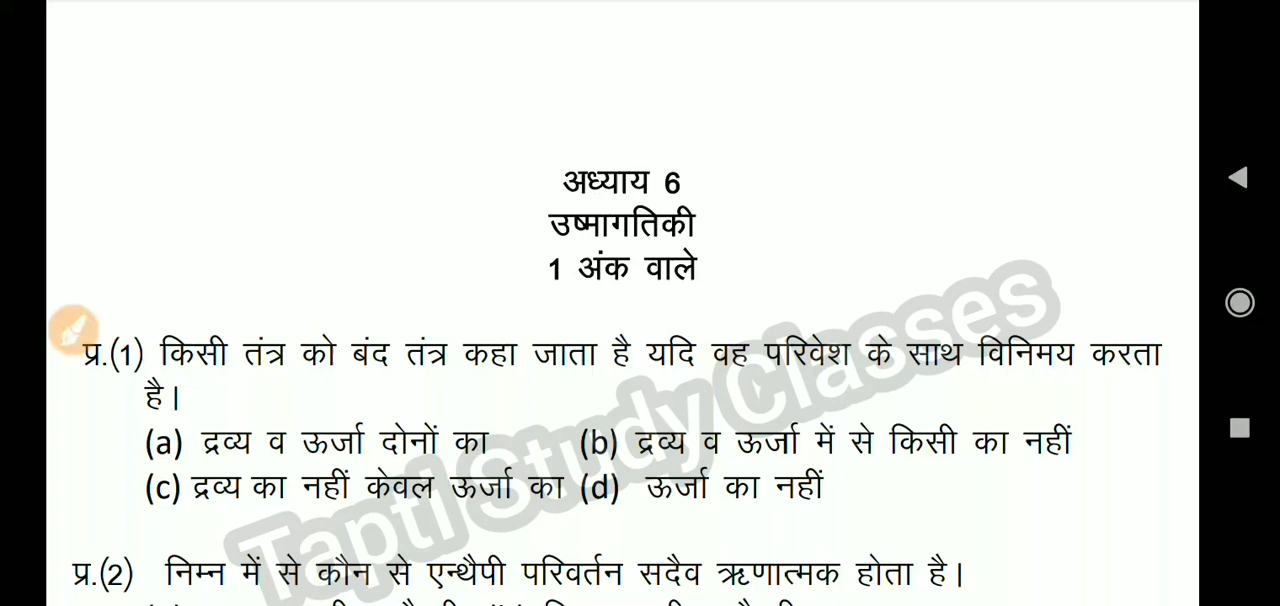 अध्याय 6
उष्मागतिकी
1 अंक वाले
प्र.(1) किसी तंत्र को बंद तंत्र कहा जाता है यदि वह परिवेश के साथ विनिमय करता
है।
(a) द्रव्य व ऊर्जा दोनों का (b) द्रव्य व ऊर्जा में से किसी का नहीं
(c) द्रव्य का नहीं केवल ऊर्जा का (d) ऊर्जा का नहीं
प्र.(2) निम्न में से कौन से एन्थैपी परिवर्तन सदैव ऋणात्मक होता है।
Tapti Study Classes